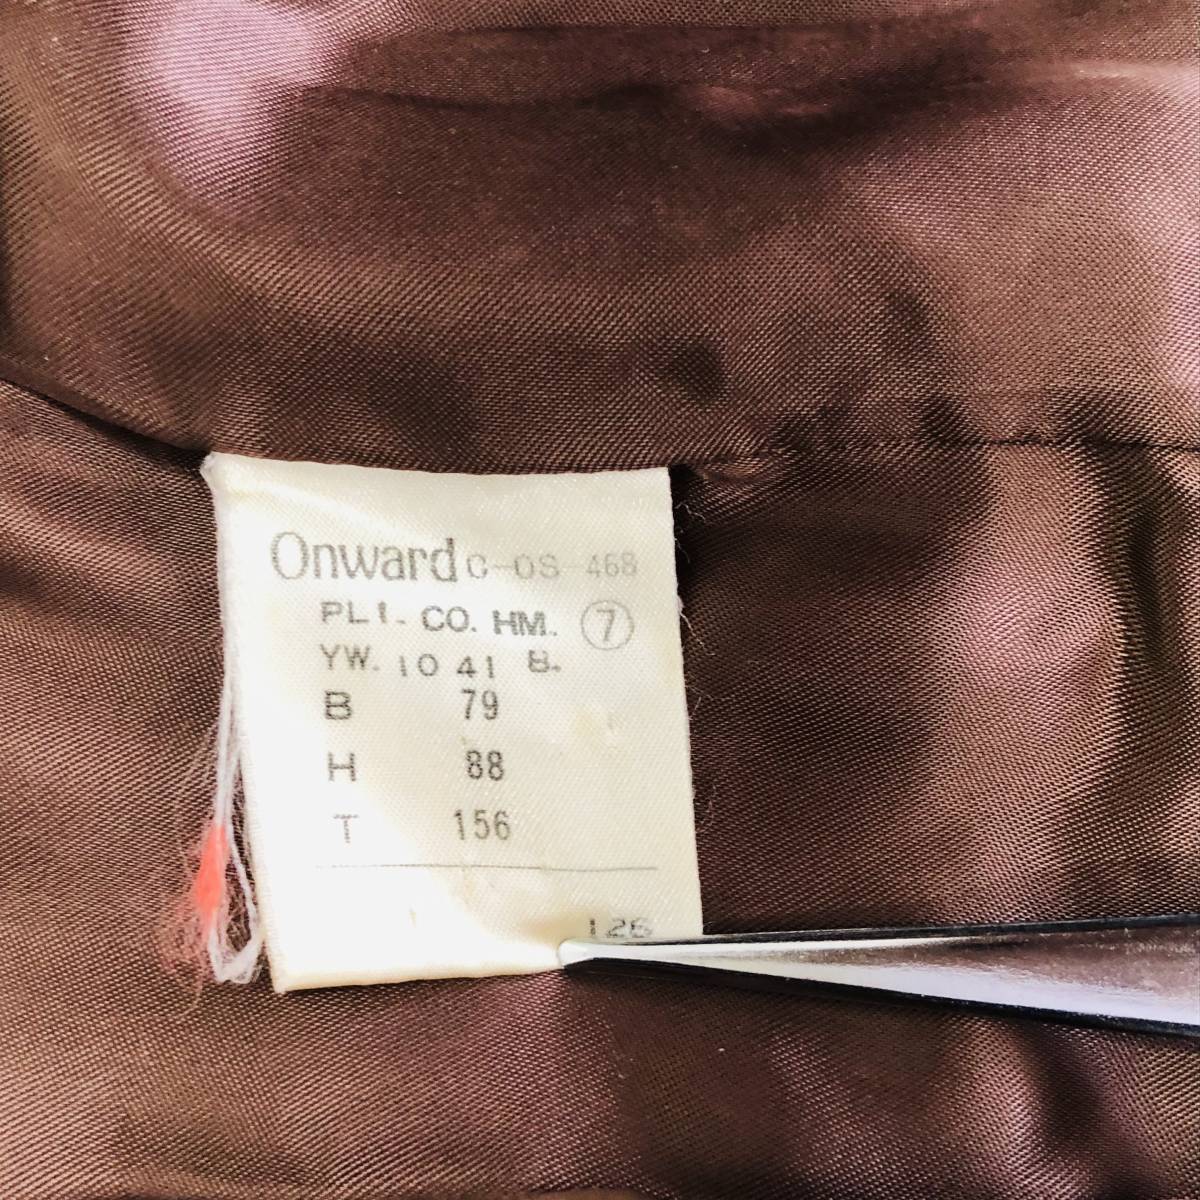 Onward C-OS-468
PL1. CO. HM. ⑦
YW. 10 41 B.
B 79
H 88
T 156
126